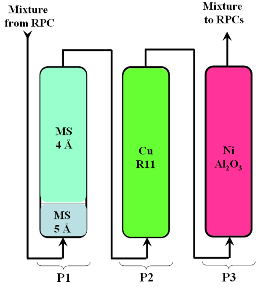 Mixture
from RPC
Mixture
to RPCs
MS
4 Å
MS
5 Å
Cu
R11
Ni
Al₂O₃
P1
P2
P3